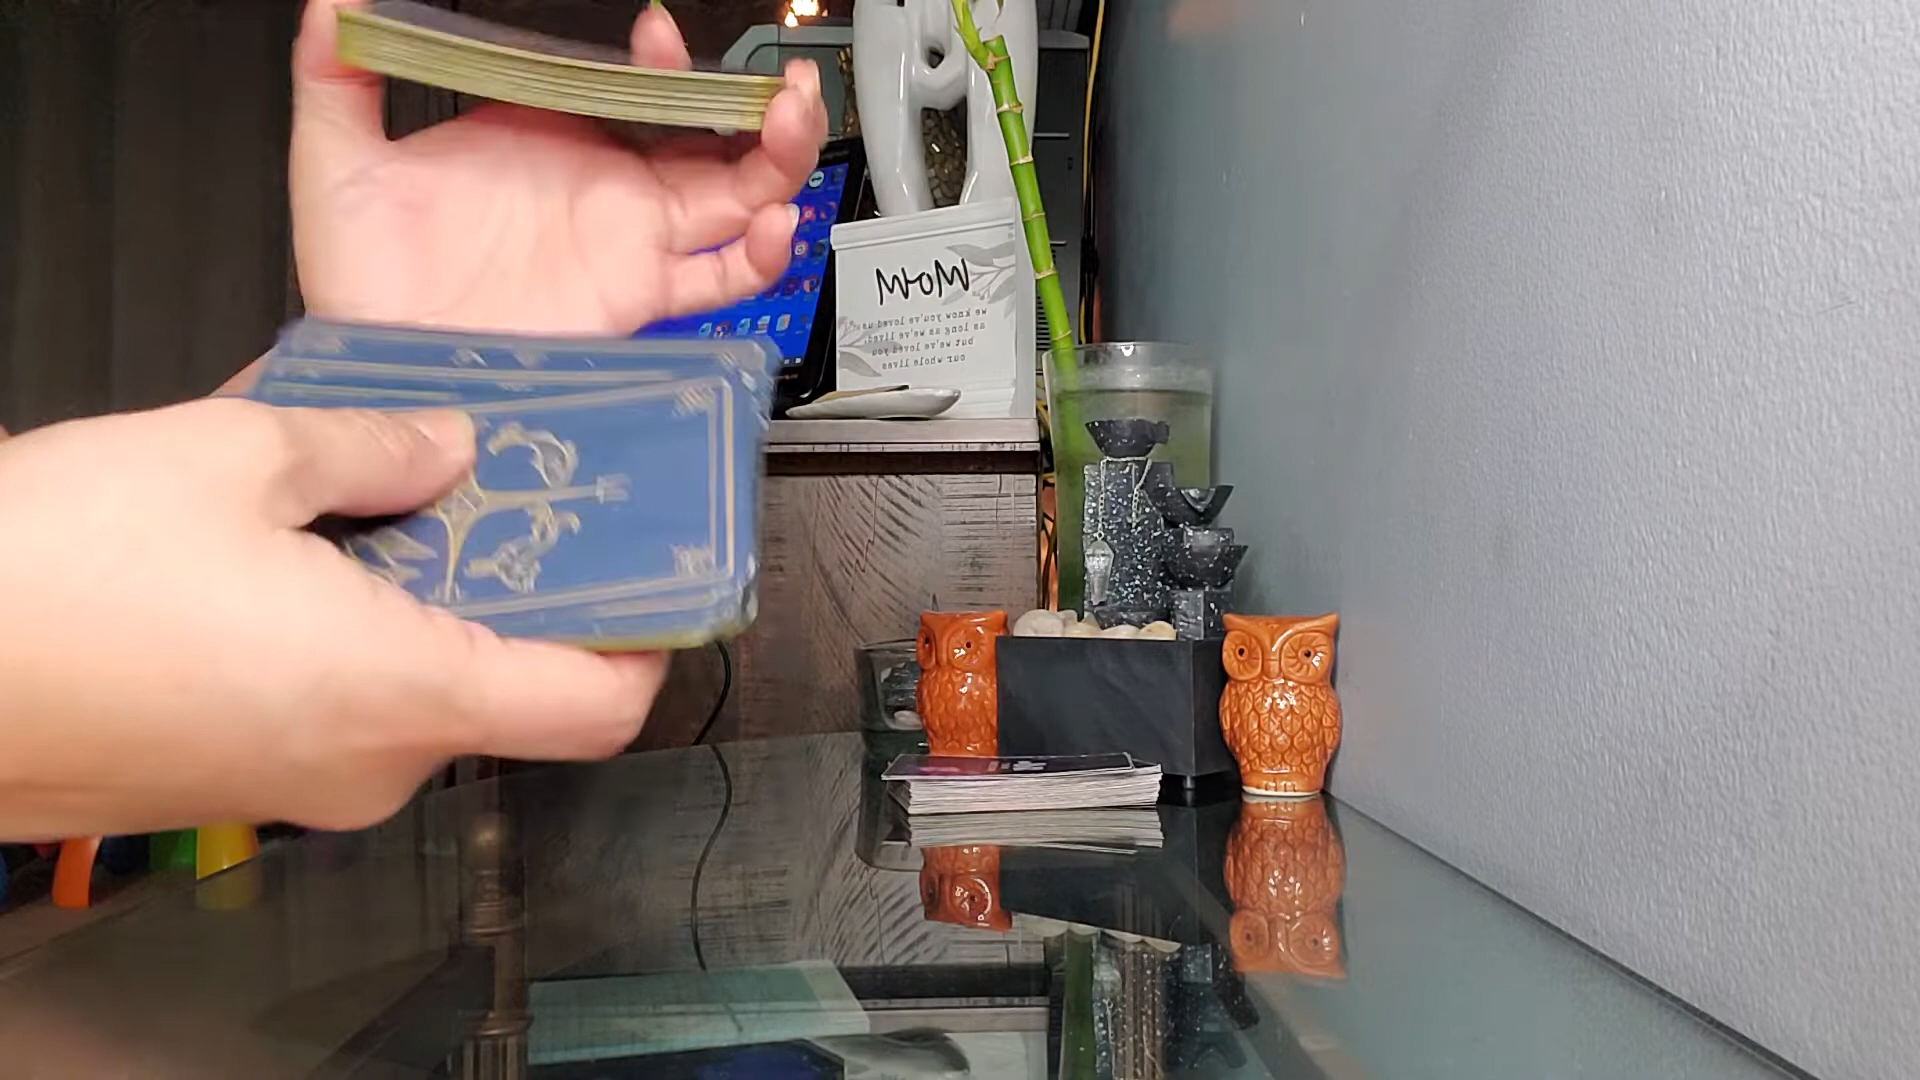 MoM
we know you've loved us
as long as we've lived,
but we've loved you
our whole lives